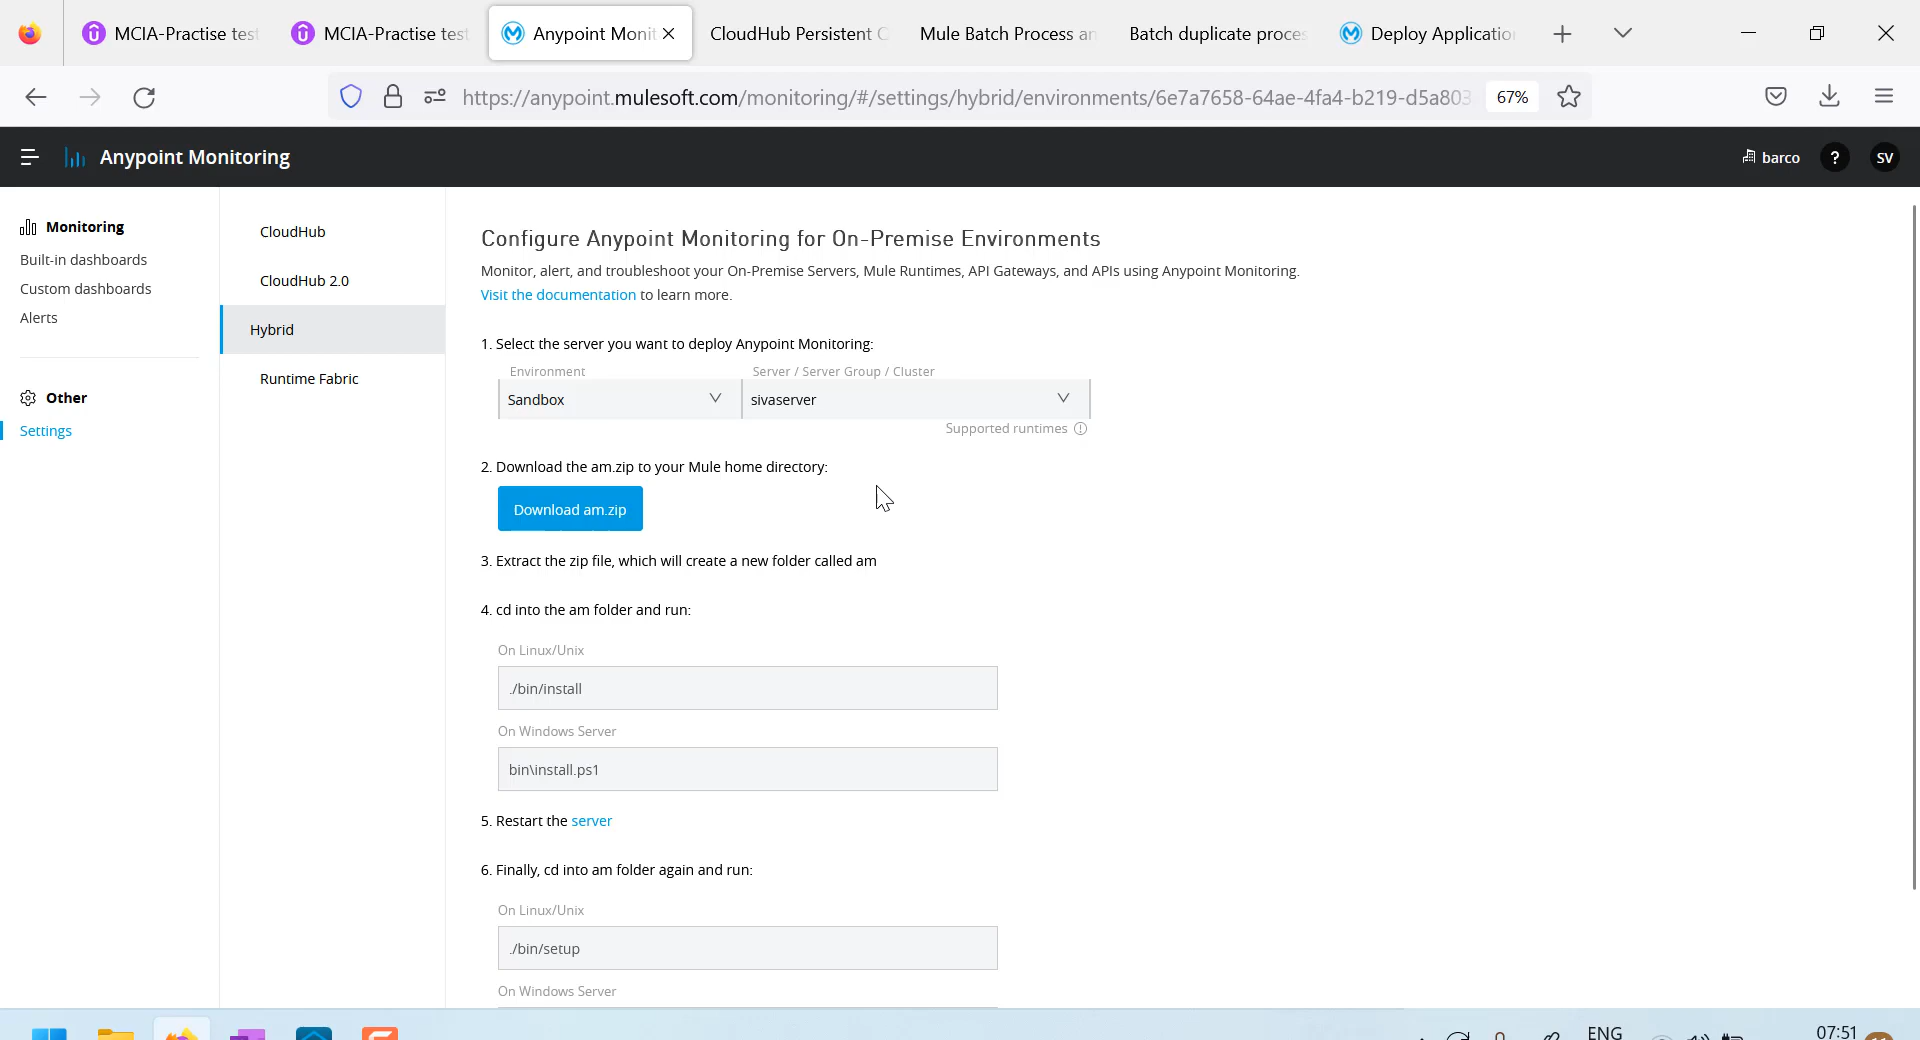 MCIA-Practise test
MCIA-Practise test
Anypoint Monit
CloudHub Persistent
Mule Batch Process an
Batch duplicate proces
Deploy Applicatio
https://anypoint.mulesoft.com/monitoring/#/settings/hybrid/environments/6e7a7658-64ae-4fa4-b219-d5a803
67%
Anypoint Monitoring
barco
?
SV
Monitoring
Built-in dashboards
Custom dashboards
Alerts
Other
Settings
CloudHub
CloudHub 2.0
Hybrid
Runtime Fabric
Configure Anypoint Monitoring for On-Premise Environments
Monitor, alert, and troubleshoot your On-Premise Servers, Mule Runtimes, API Gateways, and APIs using Anypoint Monitoring.
Visit the documentation to learn more.
1. Select the server you want to deploy Anypoint Monitoring:
Environment
Server / Server Group / Cluster
Sandbox
sivaserver
Supported runtimes
2. Download the am.zip to your Mule home directory:
Download am.zip
3. Extract the zip file, which will create a new folder called am
4. cd into the am folder and run:
On Linux/Unix
./bin/install
On Windows Server
bin\install.ps1
5. Restart the server
6. Finally, cd into am folder again and run:
On Linux/Unix
./bin/setup
On Windows Server
ENG
07:51